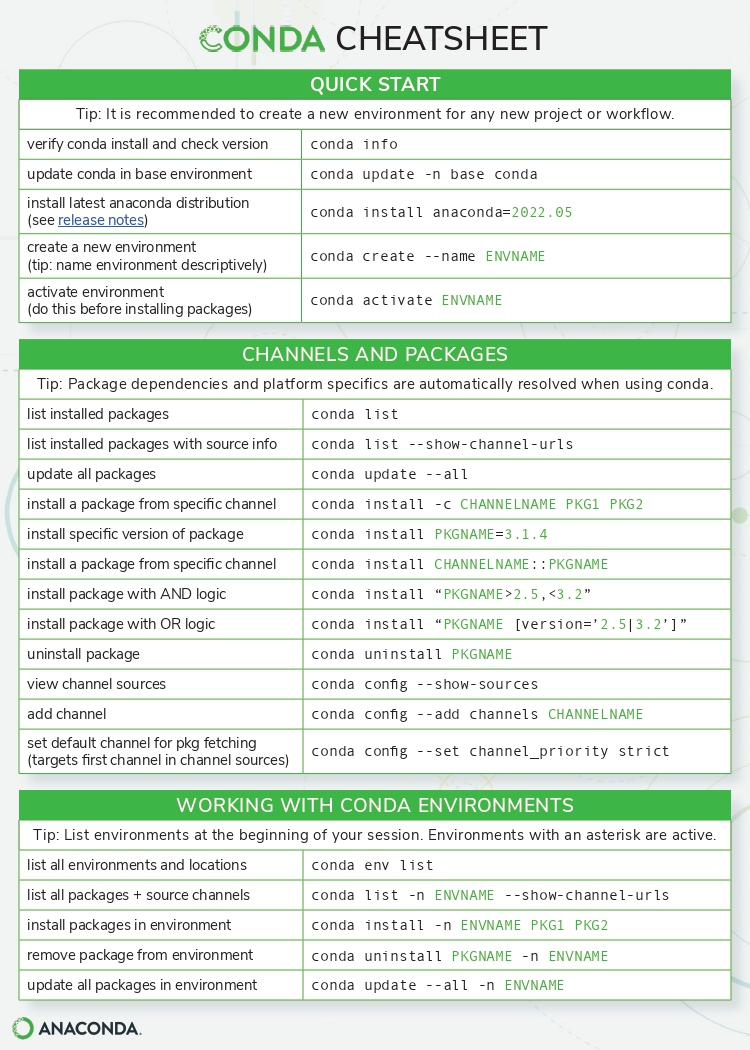 CONDA CHEATSHEET
QUICK START
Tip: It is recommended to create a new environment for any new project or workflow.
verify conda install and check version conda info
update conda in base environment conda update -n base conda
install latest anaconda distribution
(see release notes) conda install anaconda=2022.05
create a new environment
(tip: name environment descriptively) conda create --name ENVNAME
activate environment
(do this before installing packages) conda activate ENVNAME
CHANNELS AND PACKAGES
Tip: Package dependencies and platform specifics are automatically resolved when using conda.
list installed packages conda list
list installed packages with source info conda list --show-channel-urls
update all packages conda update --all
install a package from specific channel conda install -c CHANNELNAME PKG1 PKG2
install specific version of package conda install PKGNAME=3.1.4
install a package from specific channel conda install CHANNELNAME::PKGNAME
install package with AND logic conda install “PKGNAME>2.5,<3.2”
install package with OR logic conda install “PKGNAME [version=’2.5|3.2’]”
uninstall package conda uninstall PKGNAME
view channel sources conda config --show-sources
add channel conda config --add channels CHANNELNAME
set default channel for pkg fetching
(targets first channel in channel sources) conda config --set channel_priority strict
WORKING WITH CONDA ENVIRONMENTS
Tip: List environments at the beginning of your session. Environments with an asterisk are active.
list all environments and locations conda env list
list all packages + source channels conda list -n ENVNAME --show-channel-urls
install packages in environment conda install -n ENVNAME PKG1 PKG2
remove package from environment conda uninstall PKGNAME -n ENVNAME
update all packages in environment conda update --all -n ENVNAME
ANACONDA.